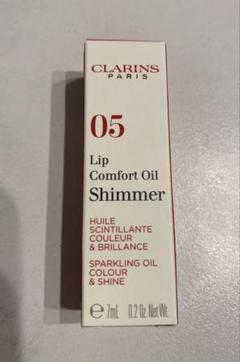 CLARINS
PARIS
05
Lip
Comfort Oil
Shimmer
HUILE
SCINTILLANTE
COULEUR
& BRILLANCE
SPARKLING OIL
COLOUR
& SHINE
℮ 7mL 0.2 Oz. Net Wt.